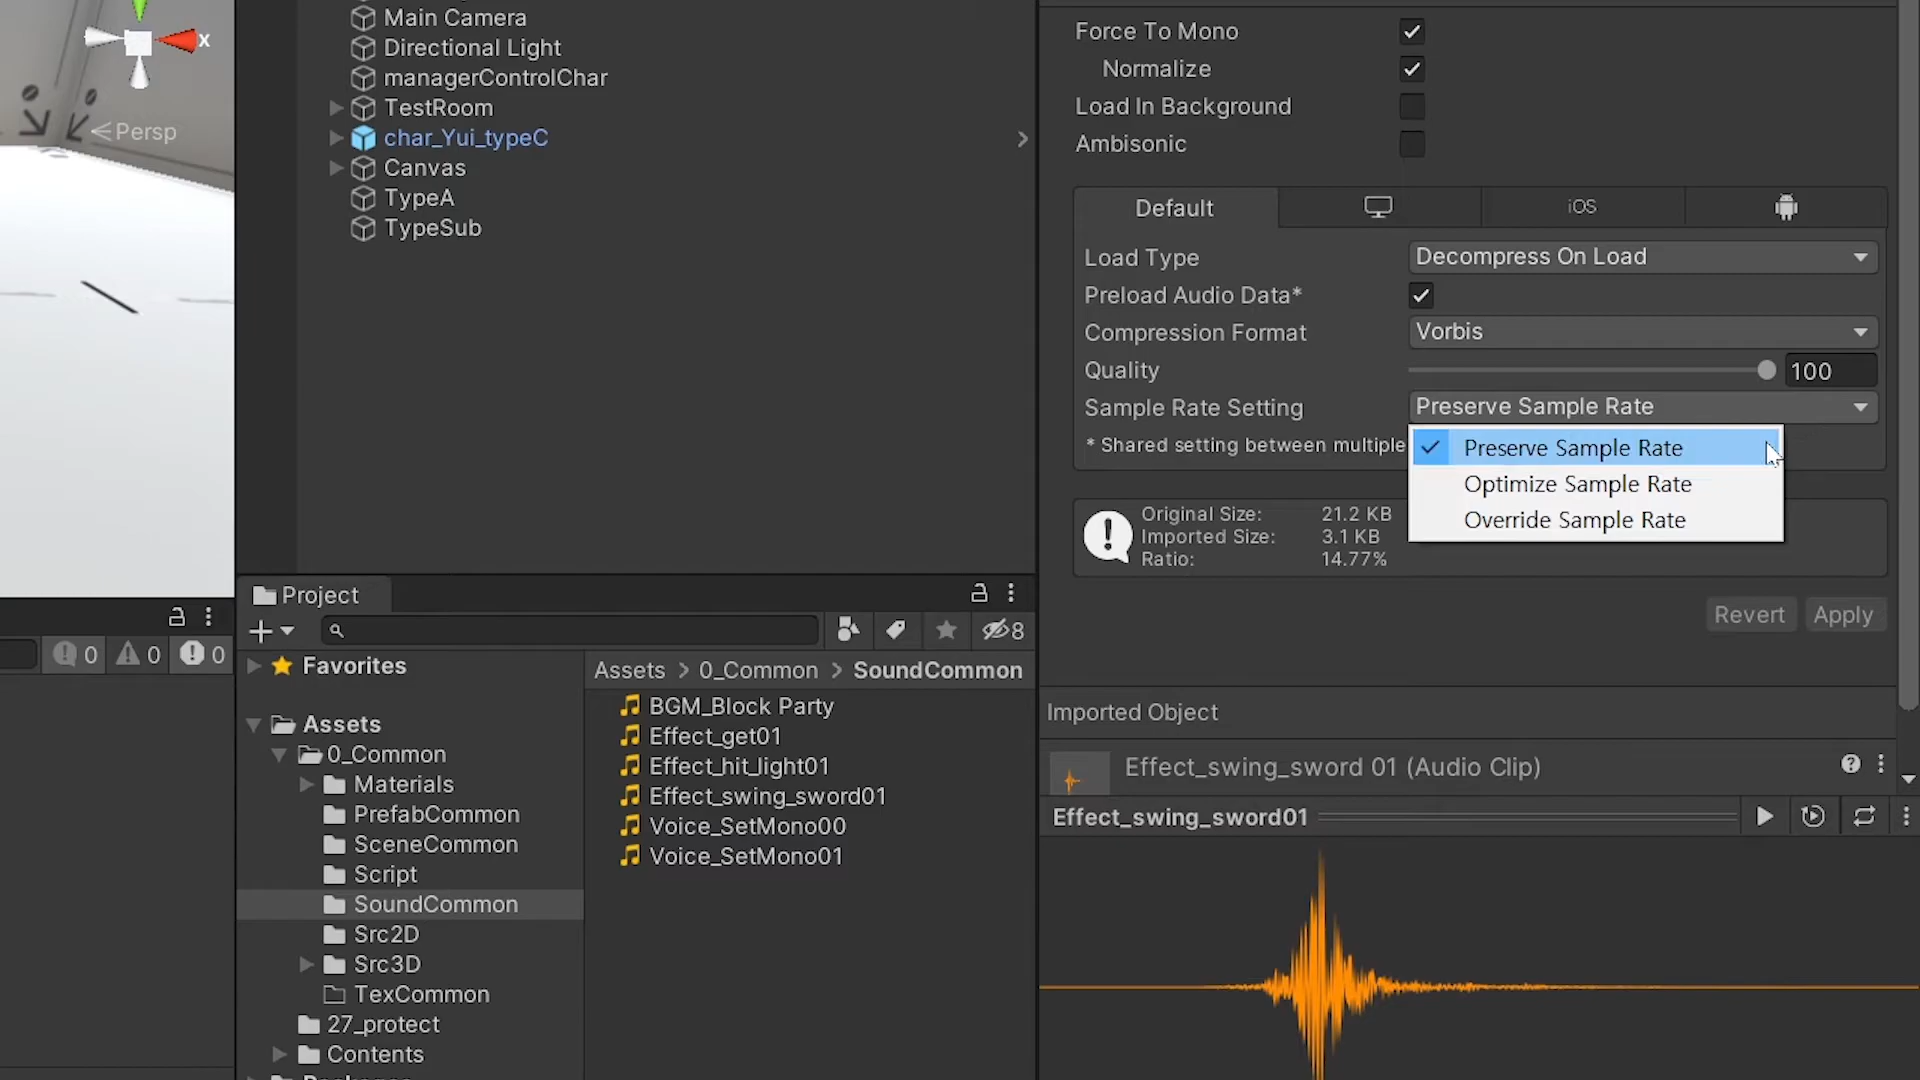 x
Persp
0
0
0
Main Camera
Directional Light
managerControlChar
TestRoom
char_Yui_typeC
Canvas
TypeA
TypeSub
Project
8
Favorites
Assets
0_Common
Materials
PrefabCommon
SceneCommon
Script
SoundCommon
Src2D
Src3D
TexCommon
27_protect
Contents
Assets > 0_Common > SoundCommon
BGM_Block Party
Effect_get01
Effect_hit_light01
Effect_swing_sword01
Voice_SetMono00
Voice_SetMono01
Force To Mono
Normalize
Load In Background
Ambisonic
Default
iOS
Load Type Decompress On Load
Preload Audio Data*
Compression Format Vorbis
Quality 100
Sample Rate Setting Preserve Sample Rate
* Shared setting between multiple
Preserve Sample Rate
Optimize Sample Rate
Override Sample Rate
Original Size: 21.2 KB
Imported Size: 3.1 KB
Ratio: 14.77%
Revert Apply
Imported Object
Effect_swing_sword 01 (Audio Clip)
Effect_swing_sword01